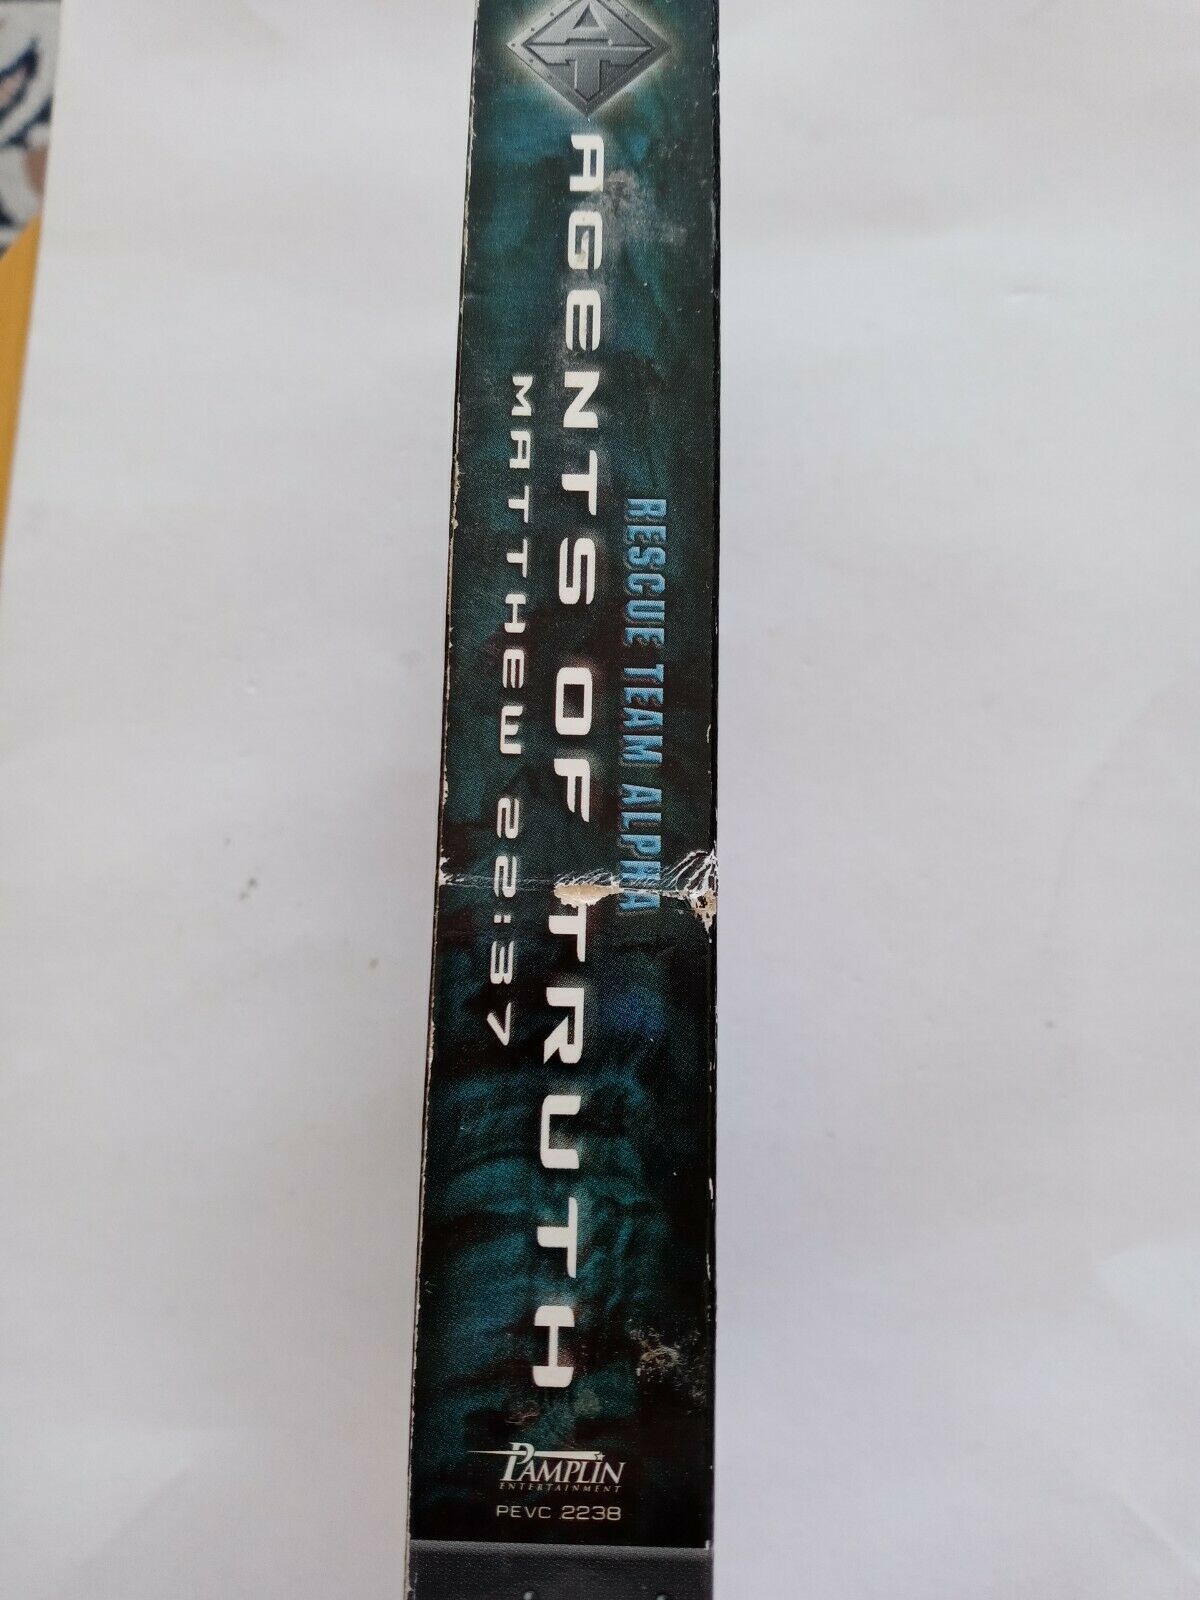 AT
RESCUE TEAM ALPHA
AGENTS OF TRUTH
MATTHEW 22:37
PAMPLIN
ENTERTAINMENT
PEVC 2238